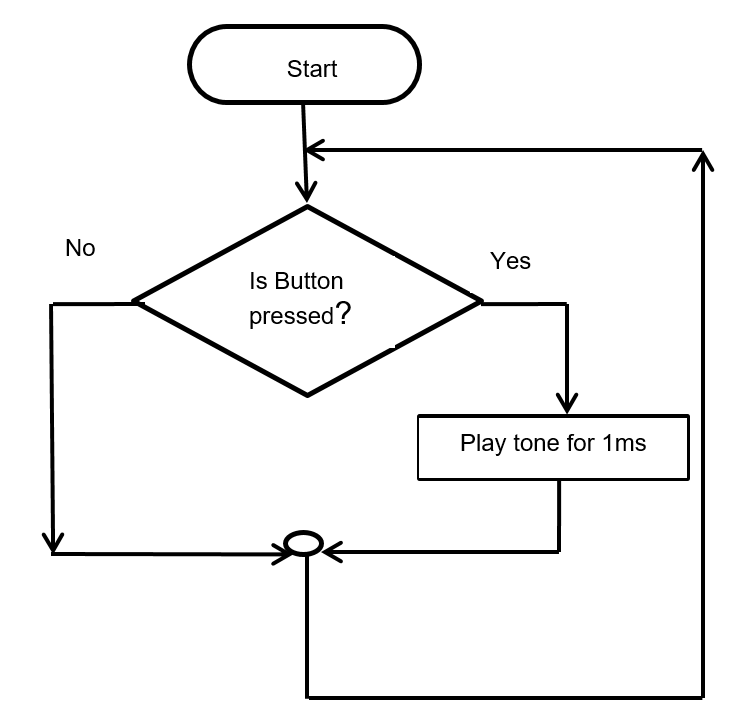 Start
No
Yes
Is Button
pressed?
Play tone for 1ms